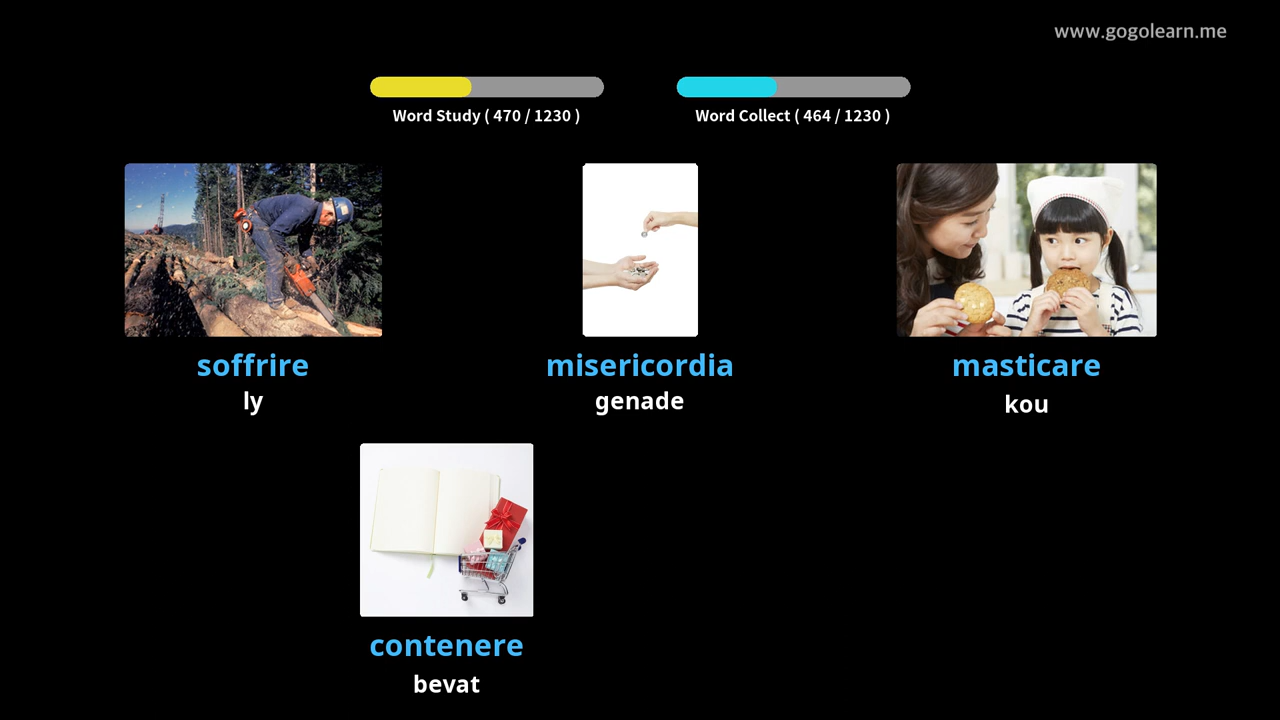 www.gogolearn.me
Word Study ( 470 / 1230 )
Word Collect ( 464 / 1230 )
soffrire
ly
misericordia
genade
masticare
kou
contenere
bevat